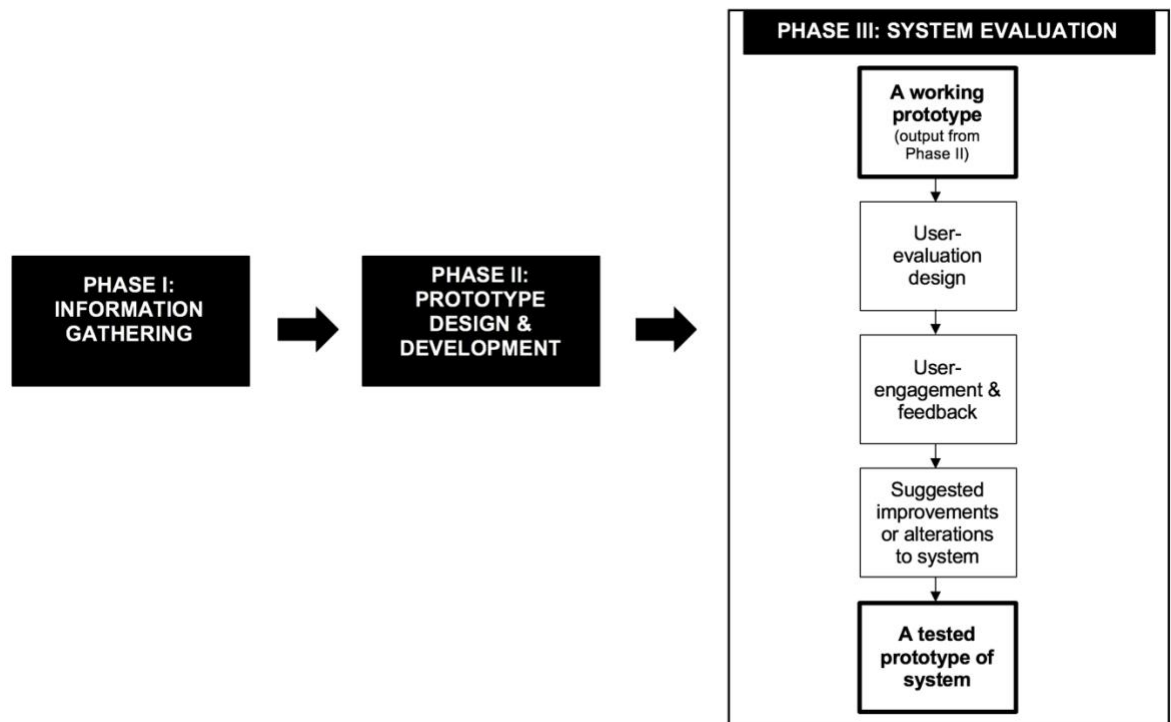 PHASE I:
INFORMATION
GATHERING
PHASE II:
PROTOTYPE
DESIGN &
DEVELOPMENT
PHASE III: SYSTEM EVALUATION
A working
prototype
(output from
Phase II)
User-
evaluation
design
User-
engagement &
feedback
Suggested
improvements
or alterations
to system
A tested
prototype of
system